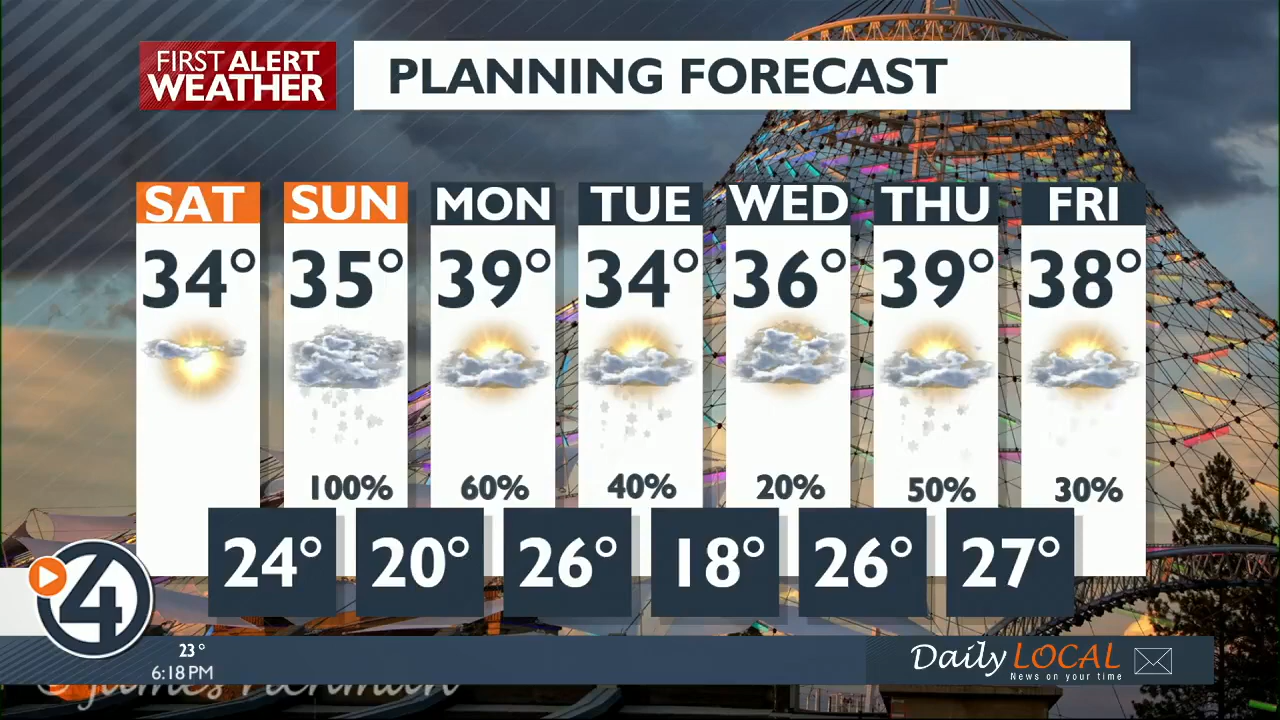 FIRST ALERT
WEATHER
PLANNING FORECAST
SAT SUN MON TUE WED THU FRI
34° 35° 39° 34° 36° 39° 38°
100% 60% 40% 20% 50% 30%
24° 20° 26° 18° 26° 27°
4
23°
6:18 PM
Daily LOCAL
News on your time